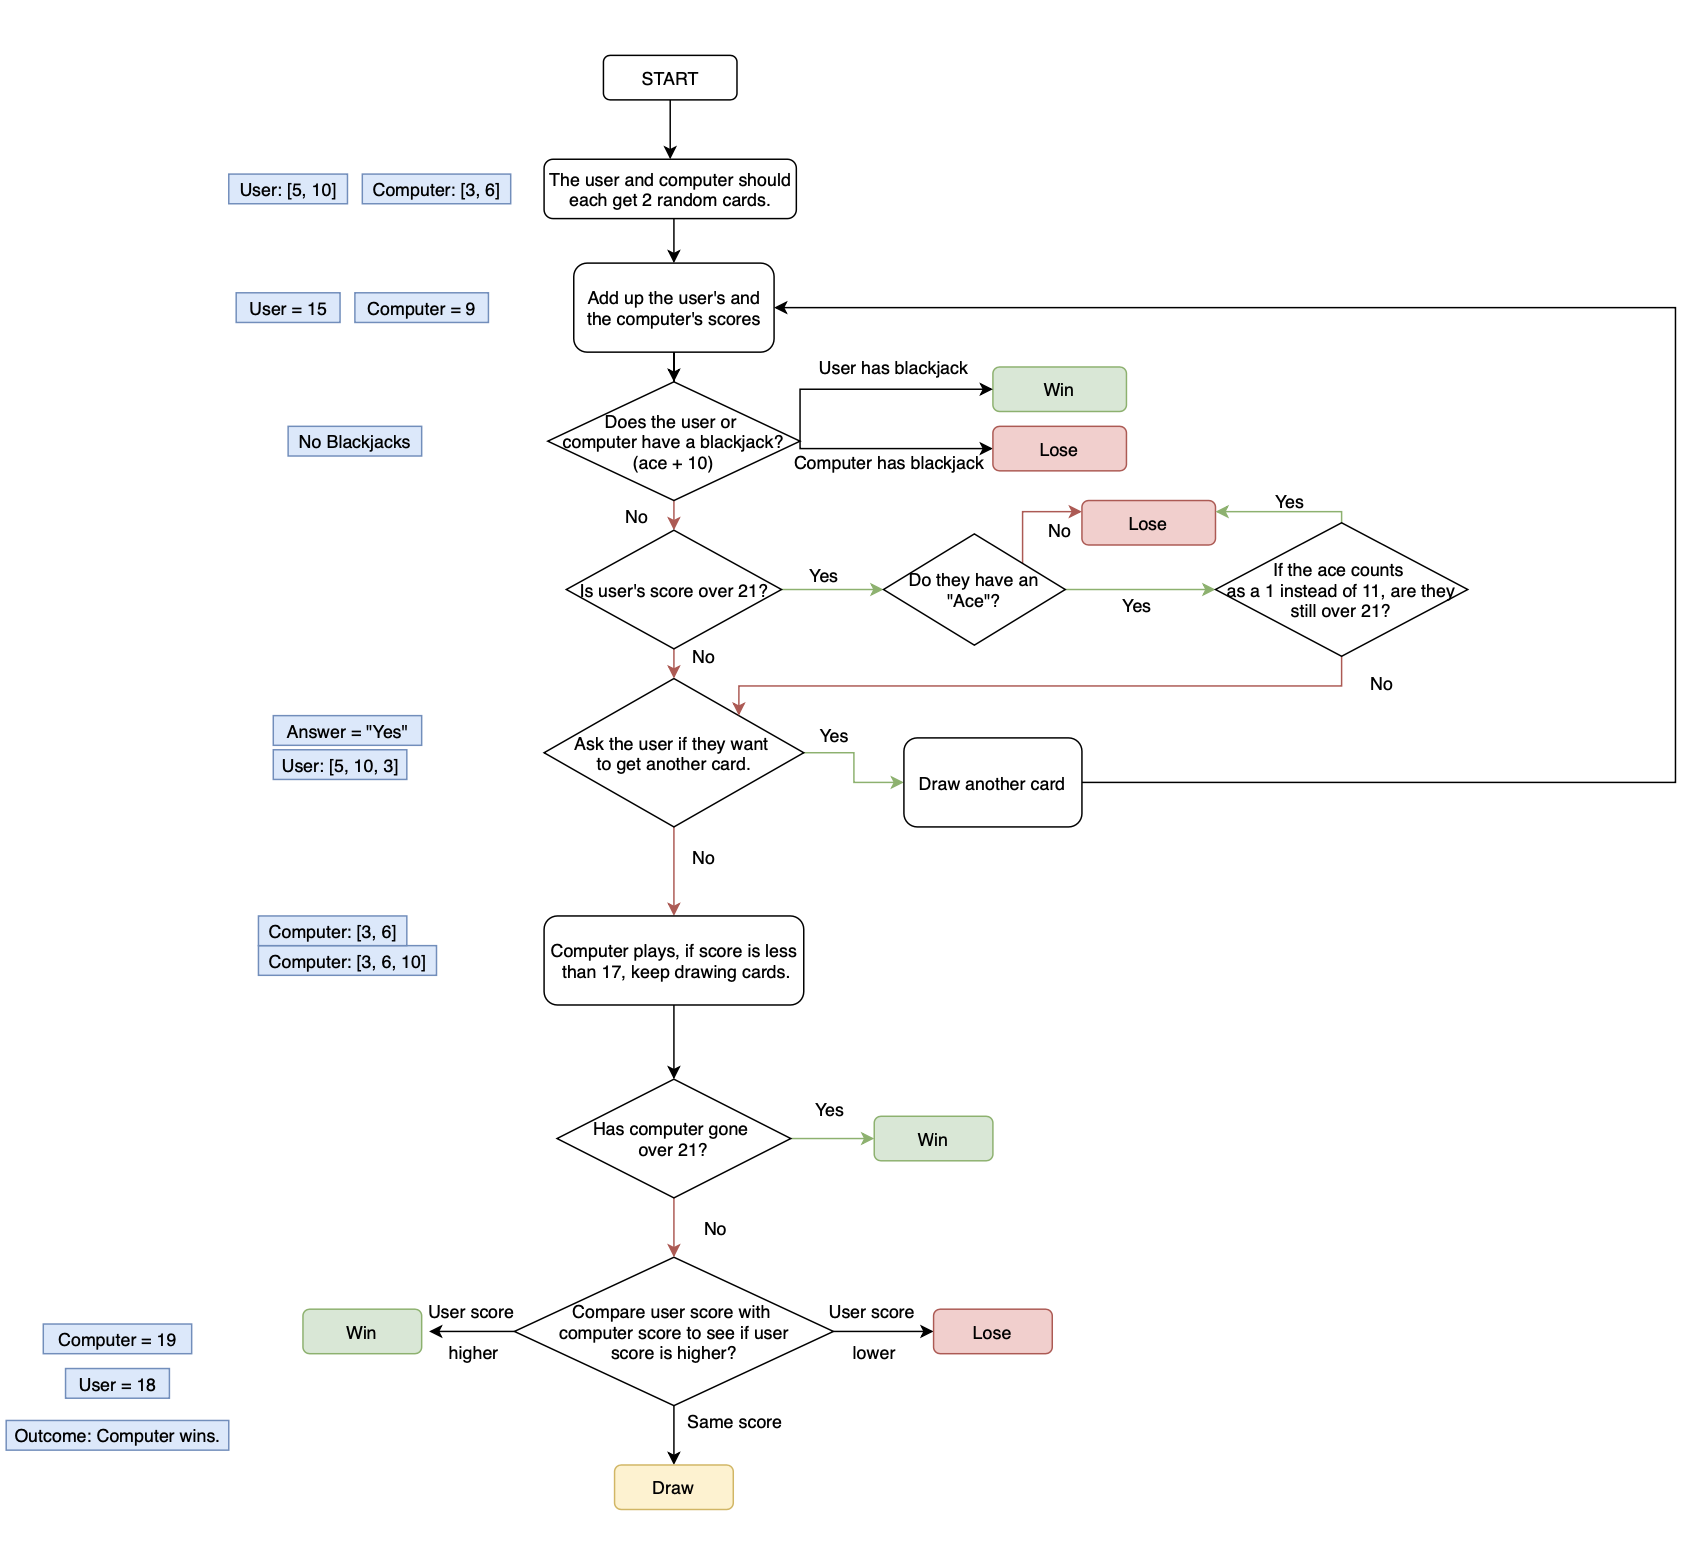 START
User: [5, 10]
Computer: [3, 6]
The user and computer should
each get 2 random cards.
User = 15
Computer = 9
Add up the user's and
the computer's scores
User has blackjack
Win
No Blackjacks
Does the user or
computer have a blackjack?
(ace + 10)
Computer has blackjack
Lose
No
Is user's score over 21?
Yes
Do they have an
"Ace"?
No
Lose
Yes
Yes
If the ace counts
as a 1 instead of 11, are they
still over 21?
No
No
Answer = "Yes"
User: [5, 10, 3]
Ask the user if they want
to get another card.
Yes
Draw another card
No
Computer: [3, 6]
Computer: [3, 6, 10]
Computer plays, if score is less
than 17, keep drawing cards.
Has computer gone
over 21?
Yes
Win
No
Computer = 19
User = 18
Outcome: Computer wins.
Win
User score
higher
Compare user score with
computer score to see if user
score is higher?
User score
lower
Lose
Same score
Draw